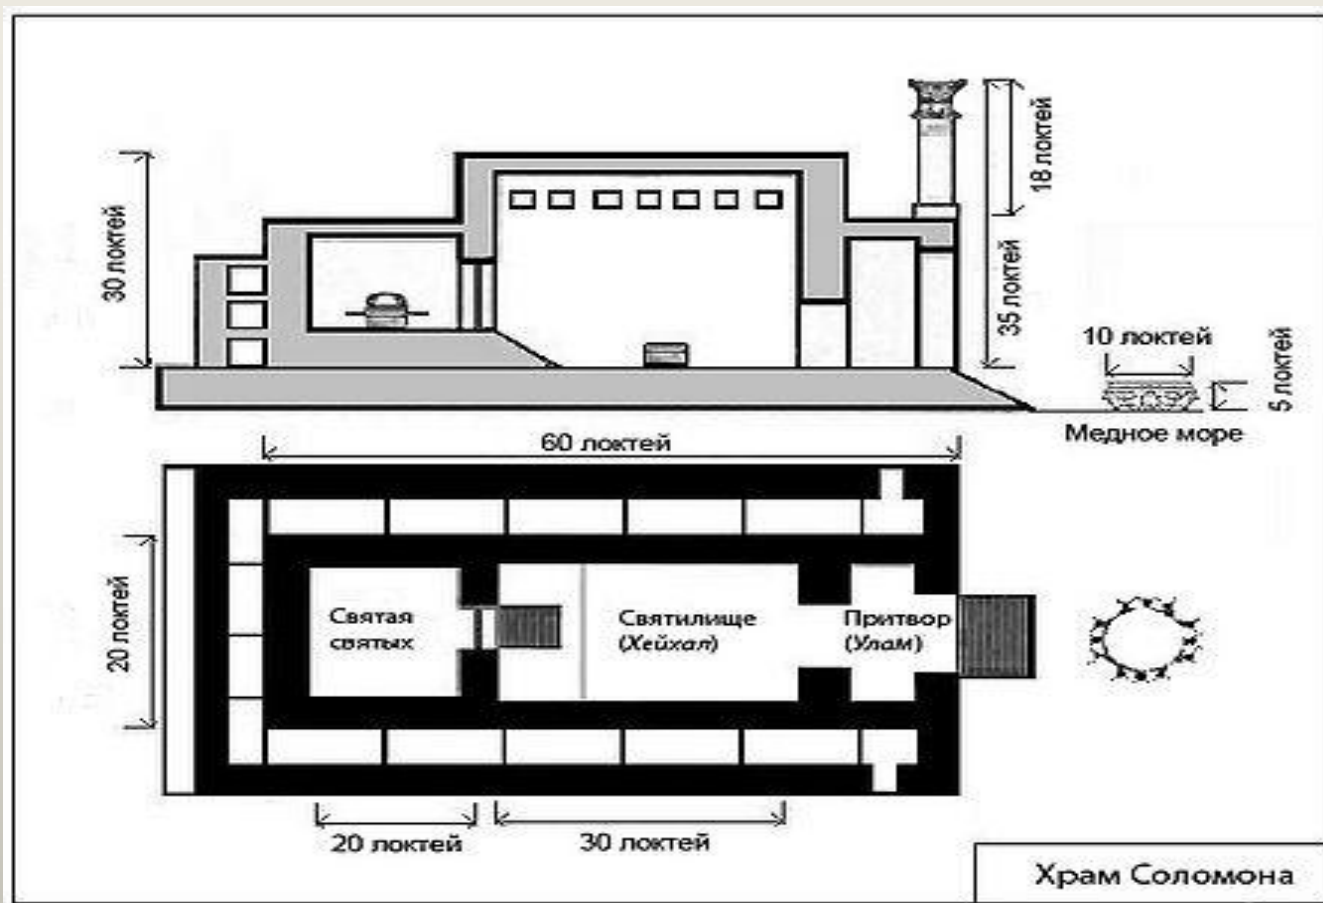 18 локтей
30 локтей
35 локтей
10 локтей
5 локтей
Медное море
60 локтей
20 локтей
Святая
святых
Святилище
(Хейхал)
Притвор
(Улам)
20 локтей
30 локтей
Храм Соломона